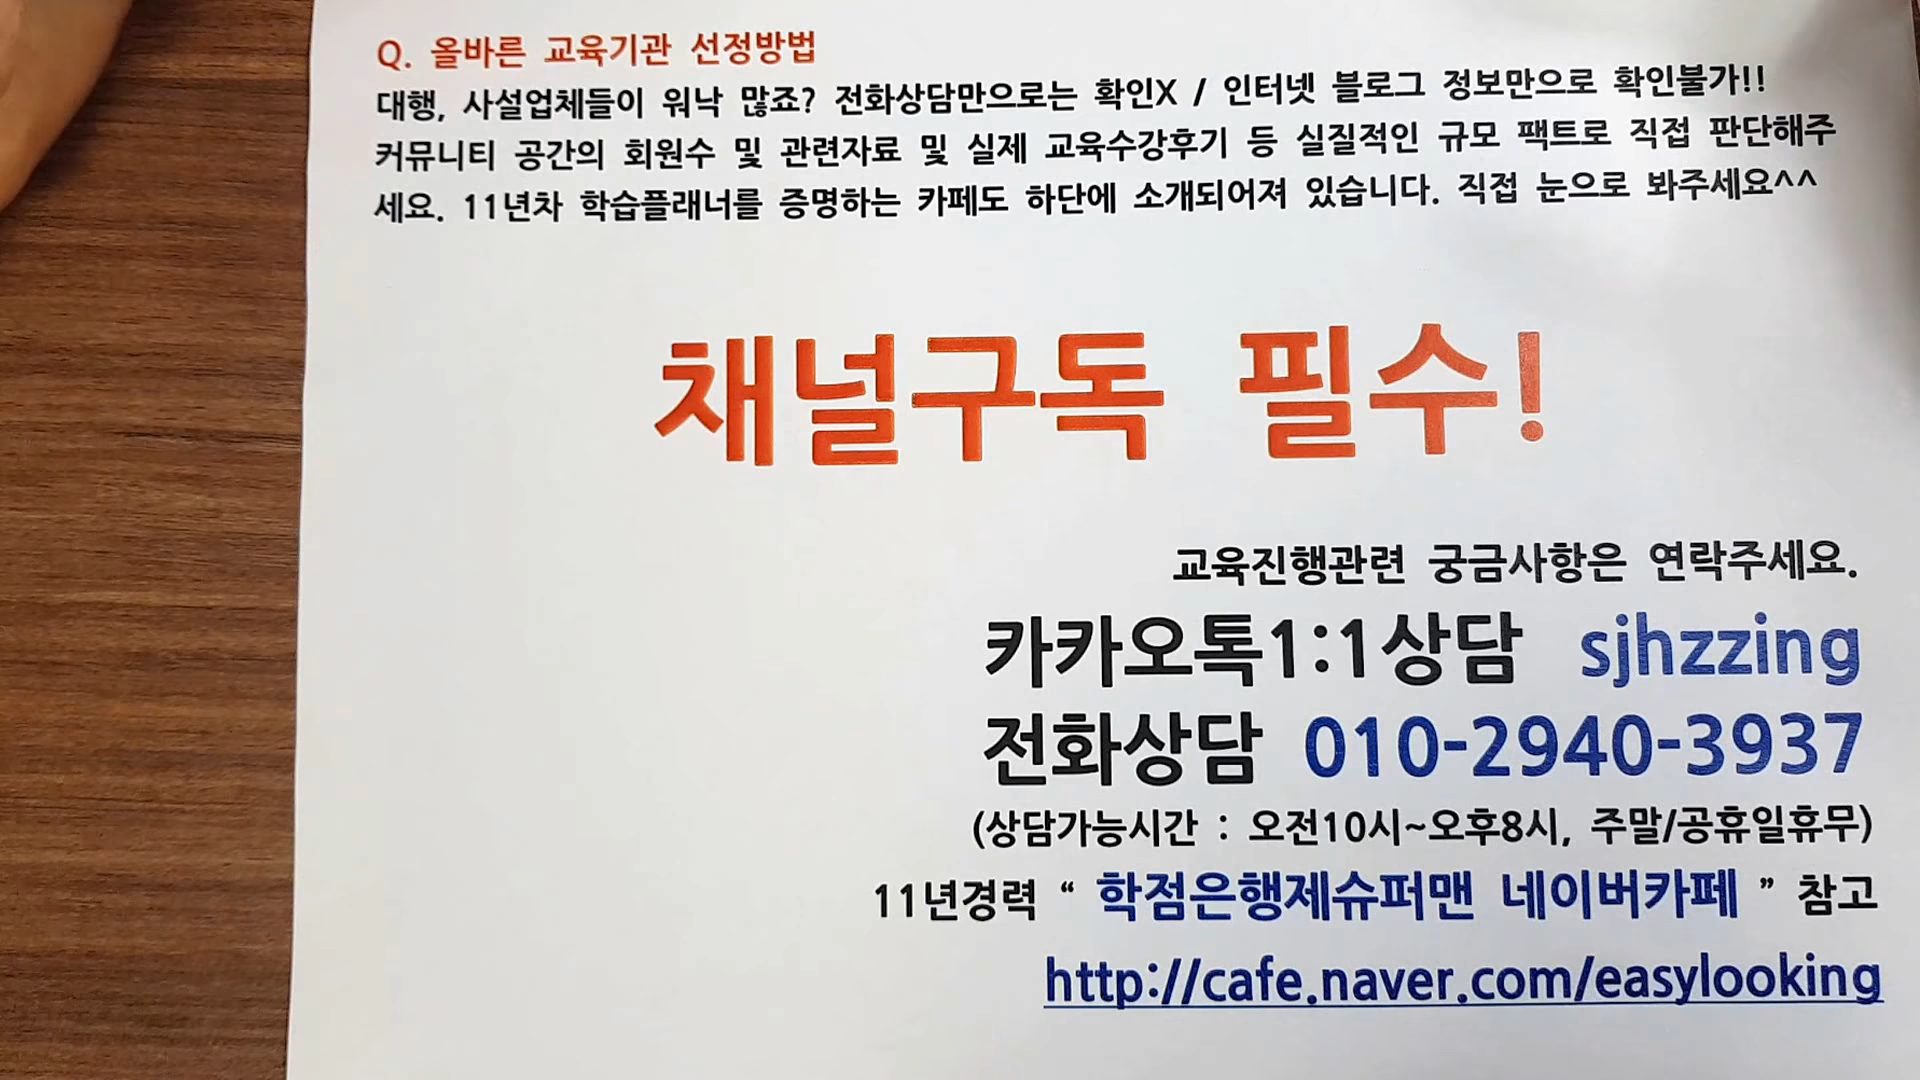 Q. 올바른 교육기관 선정방법
대행, 사설업체들이 워낙 많죠? 전화상담만으로는 확인X / 인터넷 블로그 정보만으로 확인불가!!
커뮤니티 공간의 회원수 및 관련자료 및 실제 교육수강후기 등 실질적인 규모 팩트로 직접 판단해주
세요. 11년차 학습플래너를 증명하는 카페도 하단에 소개되어져 있습니다. 직접 눈으로 봐주세요^^
채널구독 필수!
교육진행관련 궁금사항은 연락주세요.
카카오톡1:1상담 sjhzzing
전화상담 010-2940-3937
(상담가능시간 : 오전10시~오후8시, 주말/공휴일휴무)
11년경력 “ 학점은행제슈퍼맨 네이버카페 ” 참고
http://cafe.naver.com/easylooking